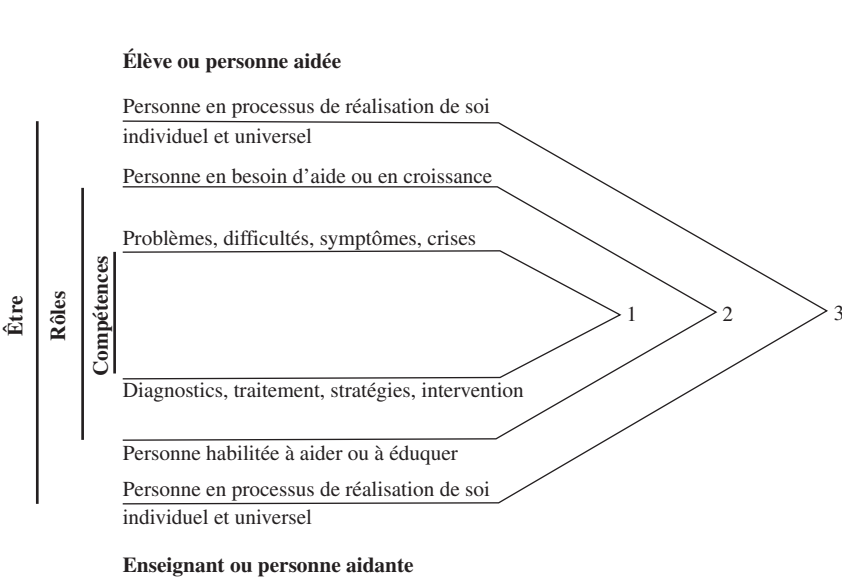 Élève ou personne aidée
Personne en processus de réalisation de soi
individuel et universel
Personne en besoin d'aide ou en croissance
Problèmes, difficultés, symptômes, crises
Être
Rôles
Compétences
1
2
3
Diagnostics, traitement, stratégies, intervention
Personne habilitée à aider ou à éduquer
Personne en processus de réalisation de soi
individuel et universel
Enseignant ou personne aidante